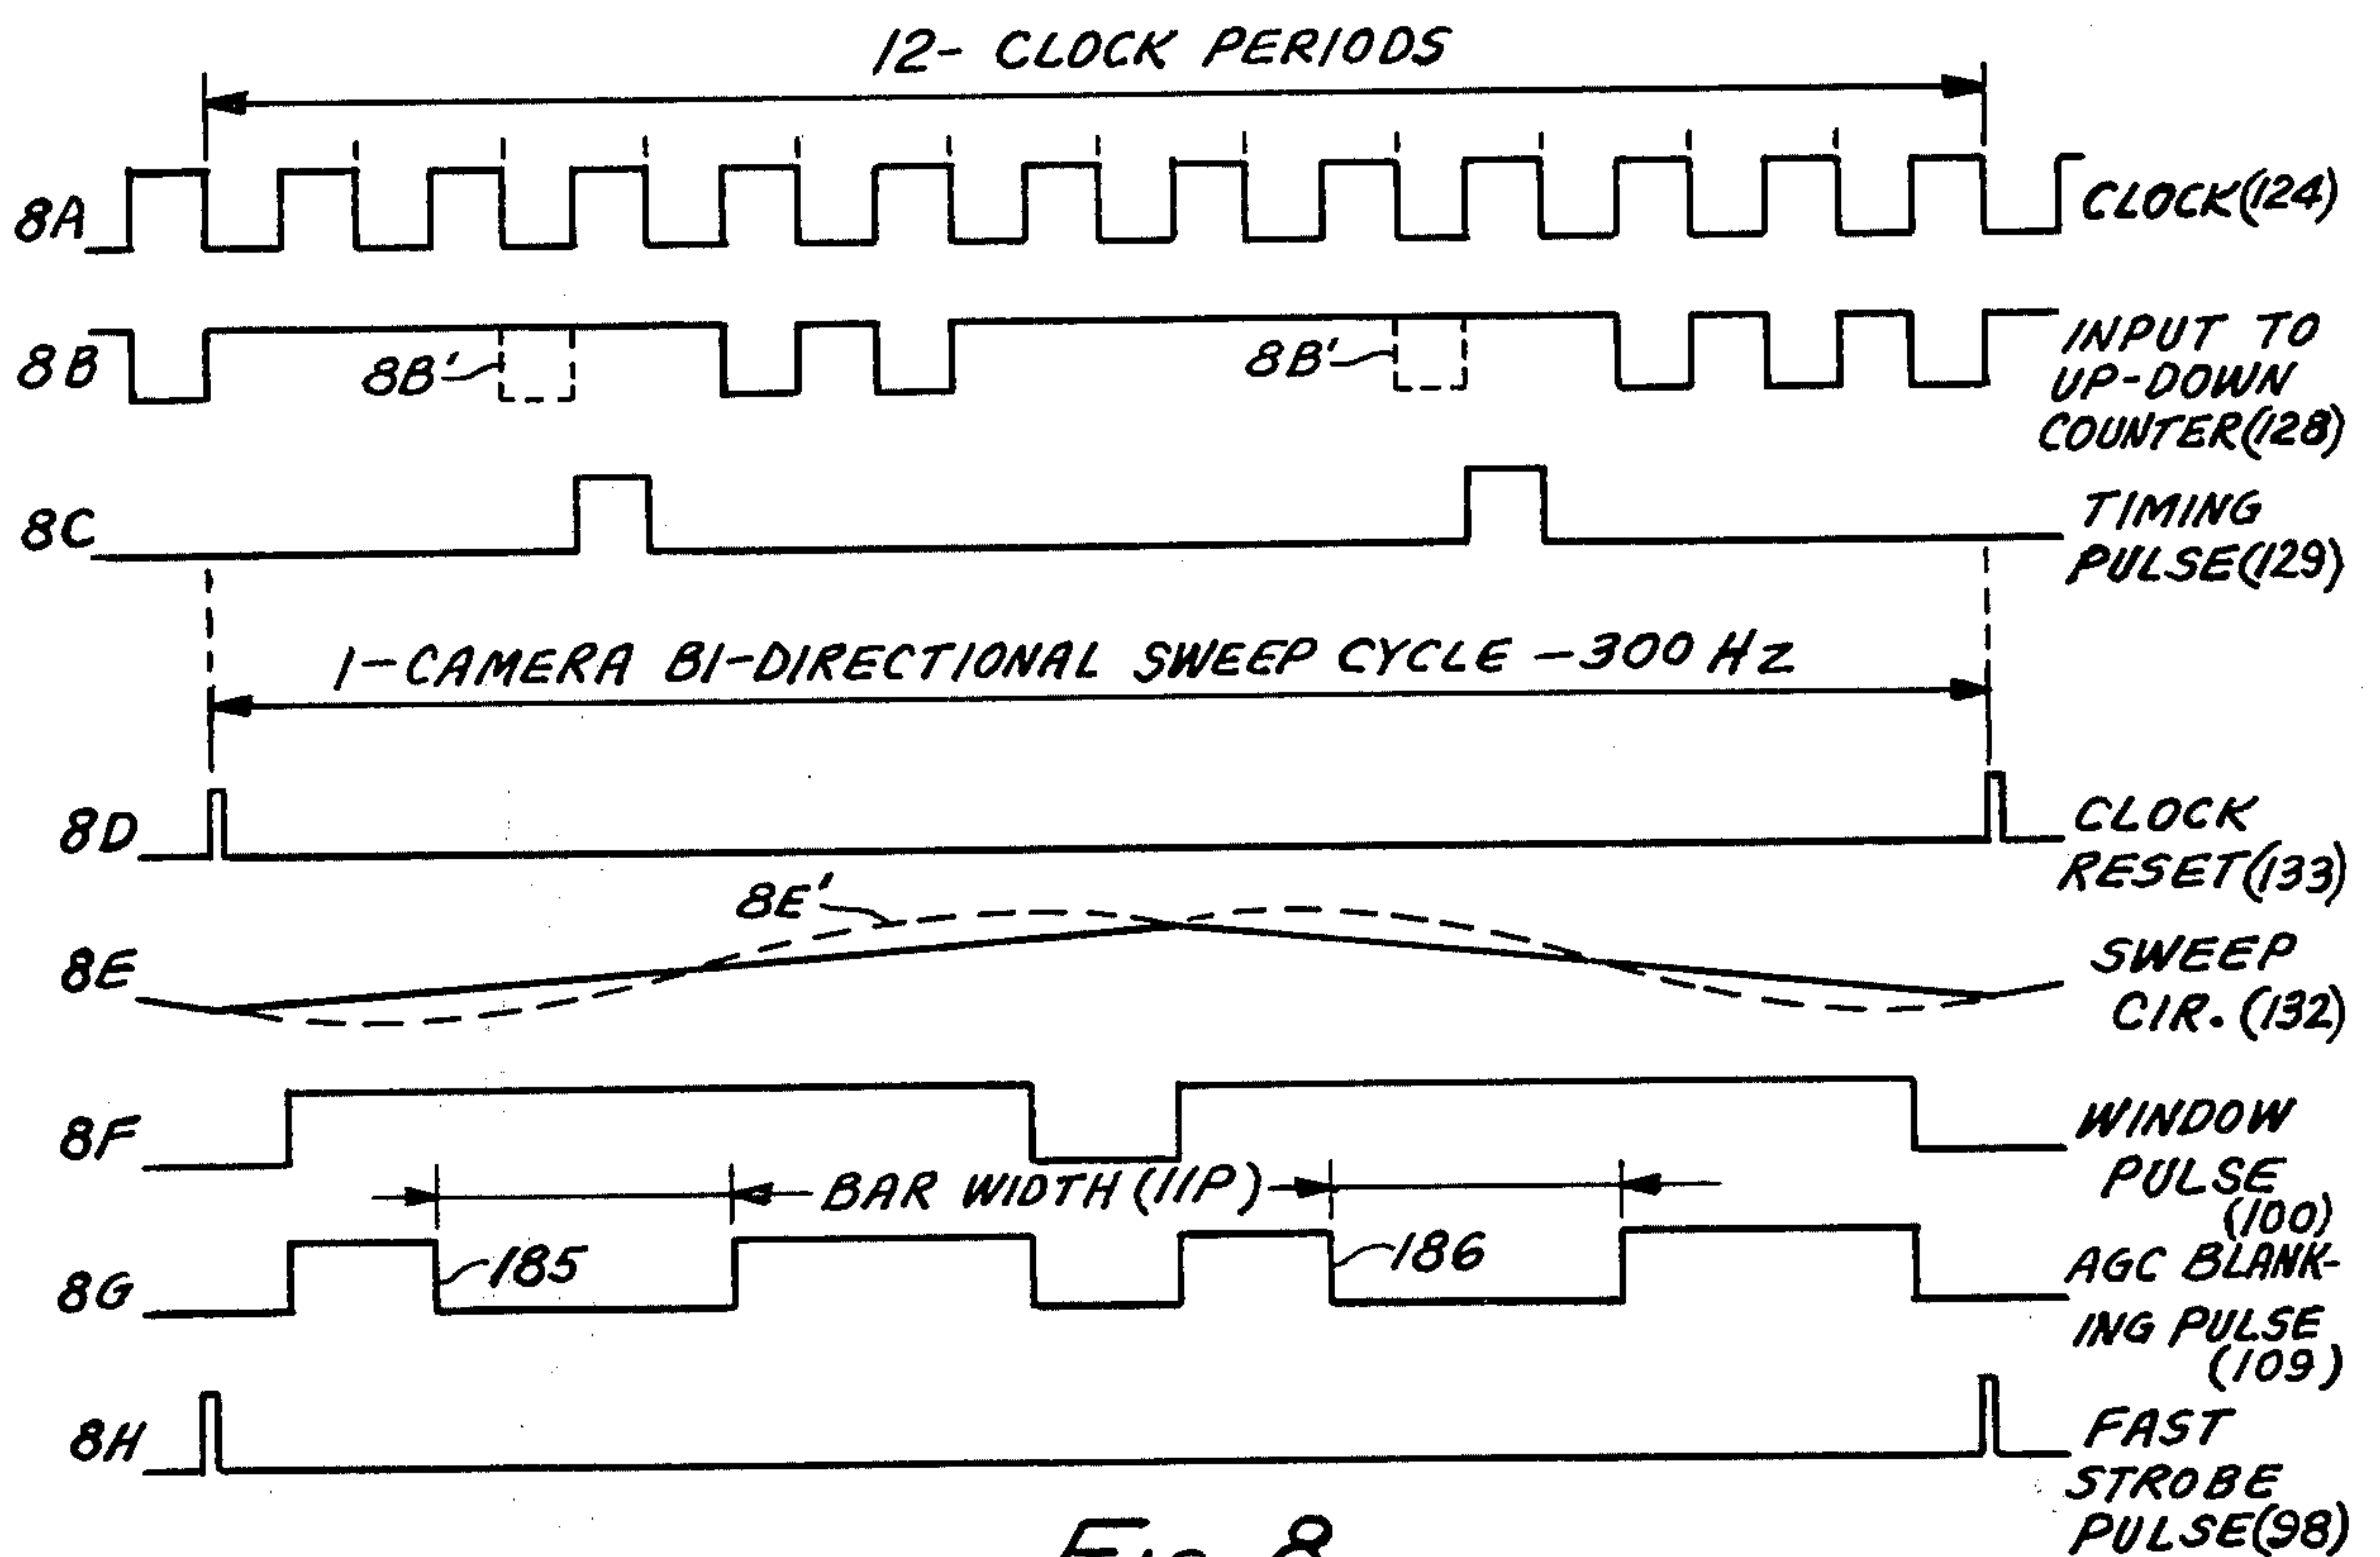 12- CLOCK PERIODS
8A
CLOCK(124)
8B
8B'
8B'
INPUT TO
UP-DOWN
COUNTER(128)
8C
TIMING
PULSE(129)
1-CAMERA BI-DIRECTIONAL SWEEP CYCLE -300 Hz
8D
CLOCK
RESET(133)
8E'
8E
SWEEP
CIR. (132)
8F
WINDOW
PULSE
(100)
BAR WIDTH (11P)
8G
185
186
AGC BLANK-
ING PULSE
(109)
8H
FAST
STROBE
PULSE(98)
Fig. 8